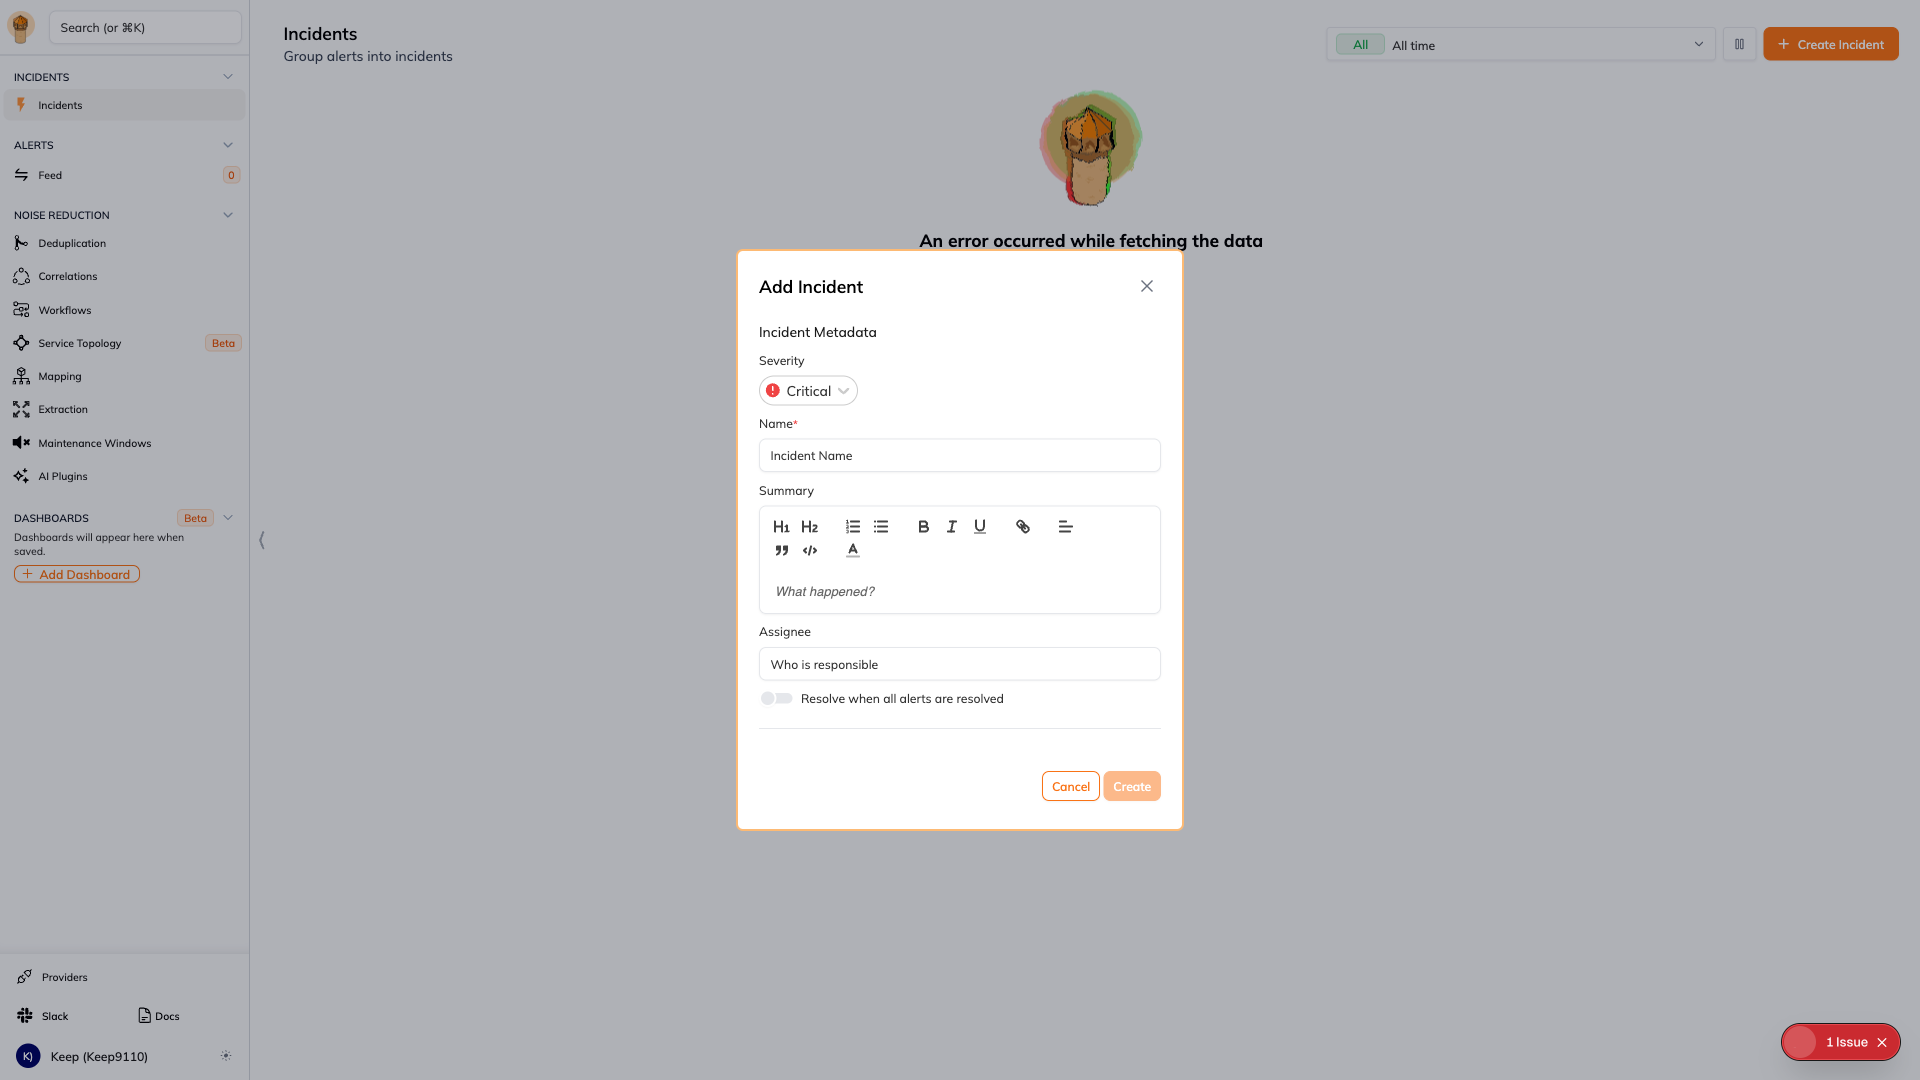 Search (or ⌘K)
INCIDENTS
Incidents
ALERTS
Feed
0
NOISE REDUCTION
Deduplication
Correlations
Workflows
Service Topology
Beta
Mapping
Extraction
Maintenance Windows
AI Plugins
DASHBOARDS
Beta
Dashboards will appear here when
saved.
Add Dashboard
Providers
Slack
Docs
K)
Keep (Keep9110)
Incidents
Group alerts into incidents
All
All time
Create Incident
An error occurred while fetching the data
Add Incident
Incident Metadata
Severity
Critical
Name*
Incident Name
Summary
H1 H2
B I U
A
What happened?
Assignee
Who is responsible
Resolve when all alerts are resolved
Cancel
Create
1 Issue